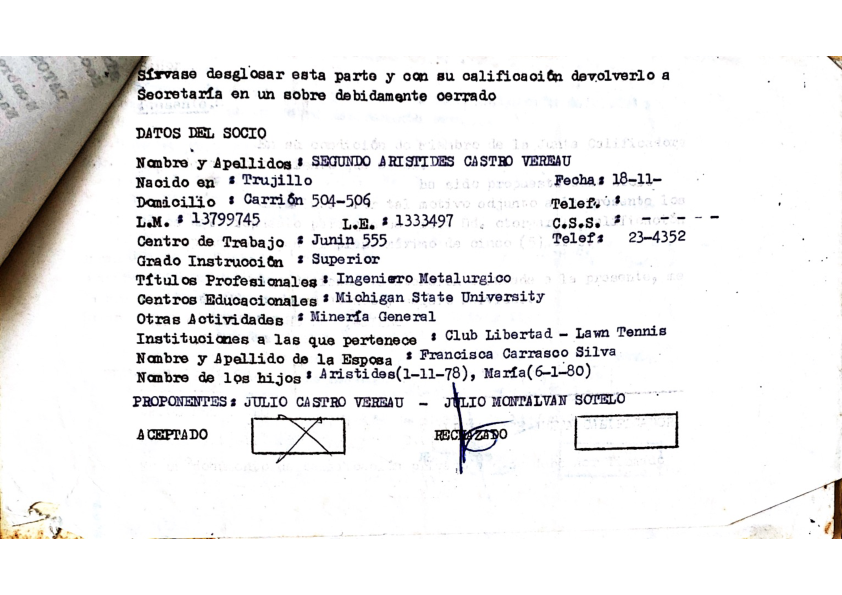 Sírvase desglosar esta parte y con su calificación devolverlo a
Secretaría en un sobre debidamente cerrado
DATOS DEL SOCIO
Nombre y Apellidos : SEGUNDO ARISTIDES CASTRO VEREAU
Nacido en : Trujillo Fecha : 18-11-
Domicilio : Carrión 504-506 Telef. :
L.M. : 13799745 L.E. : 1333497 C.S.S. : - - - - -
Centro de Trabajo : Junin 555 Telef : 23-4352
Grado Instrucción : Superior
Títulos Profesionales : Ingeniero Metalurgico
Centros Educacionales : Michigan State University
Otras Actividades : Minería General
Instituciones a las que pertenece : Club Libertad - Lawn Tennis
Nombre y Apellido de la Esposa : Francisca Carrasco Silva
Nombre de los hijos : Aristides(1-11-78), María(6-1-80)
PROPONENTES : JULIO CASTRO VEREAU - JULIO MONTALVAN SOTELO
ACEPTADO RECHAZADO